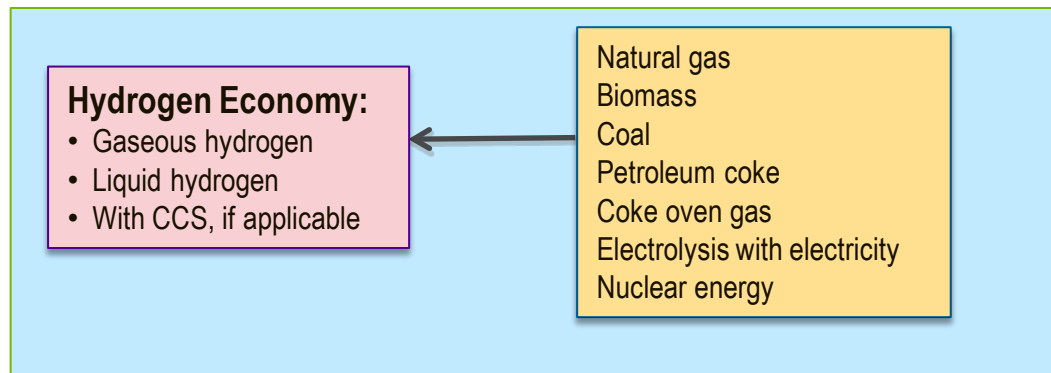 Hydrogen Economy:
• Gaseous hydrogen
• Liquid hydrogen
• With CCS, if applicable
Natural gas
Biomass
Coal
Petroleum coke
Coke oven gas
Electrolysis with electricity
Nuclear energy